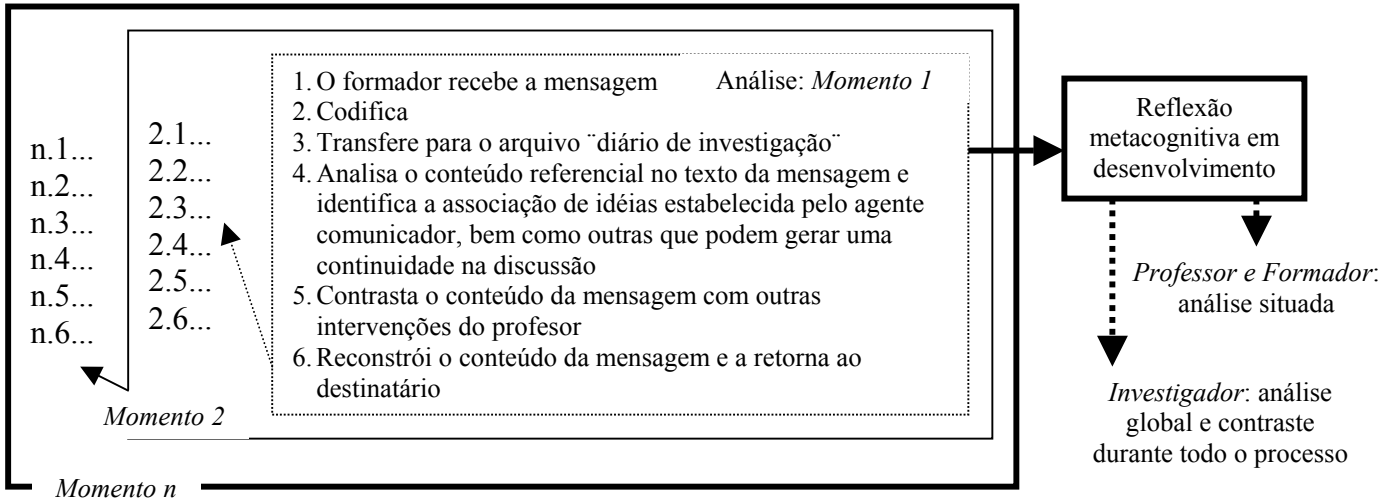 1. O formador recebe a mensagem
Análise: Momento 1
2. Codifica
3. Transfere para o arquivo ¨diário de investigação¨
4. Analisa o conteúdo referencial no texto da mensagem e
identifica a associação de idéias estabelecida pelo agente
comunicador, bem como outras que podem gerar uma
continuidade na discussão
5. Contrasta o conteúdo da mensagem com outras
intervenções do profesor
6. Reconstrói o conteúdo da mensagem e a retorna ao
destinatário
2.1...
2.2...
2.3...
2.4...
2.5...
2.6...
Momento 2
n.1...
n.2...
n.3...
n.4...
n.5...
n.6...
Momento n
Reflexão
metacognitiva em
desenvolvimento
Professor e Formador:
análise situada
Investigador: análise
global e contraste
durante todo o processo